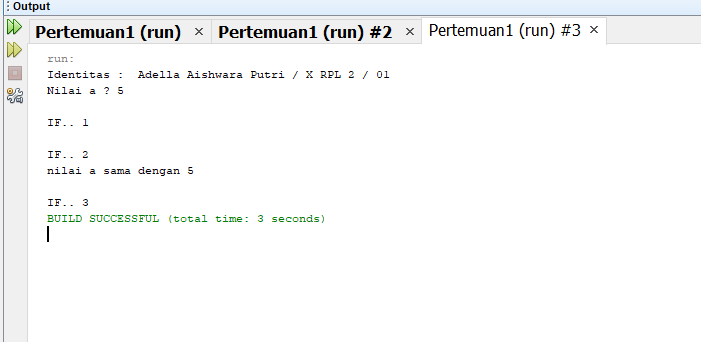 Output
Pertemuan1 (run) × Pertemuan1 (run) #2 × Pertemuan1 (run) #3 ×
run:
Identitas :  Adella Aishwara Putri / X RPL 2 / 01
Nilai a ? 5
IF.. 1
IF.. 2
nilai a sama dengan 5
IF.. 3
BUILD SUCCESSFUL (total time: 3 seconds)